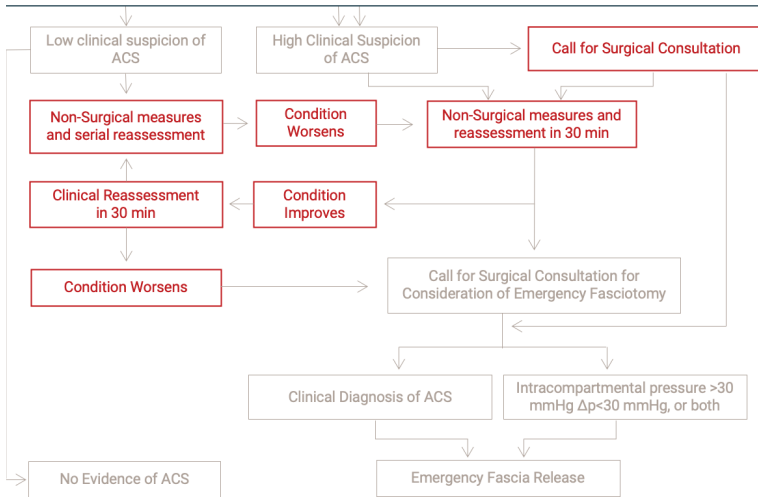 Low clinical suspicion of
ACS
High Clinical Suspicion
of ACS
Call for Surgical Consultation
Non-Surgical measures
and serial reassessment
Condition
Worsens
Non-Surgical measures and
reassessment in 30 min
Clinical Reassessment
in 30 min
Condition
Improves
Condition Worsens
Call for Surgical Consultation for
Consideration of Emergency Fasciotomy
Clinical Diagnosis of ACS
Intracompartmental pressure >30
mmHg Δp<30 mmHg, or both
No Evidence of ACS
Emergency Fascia Release